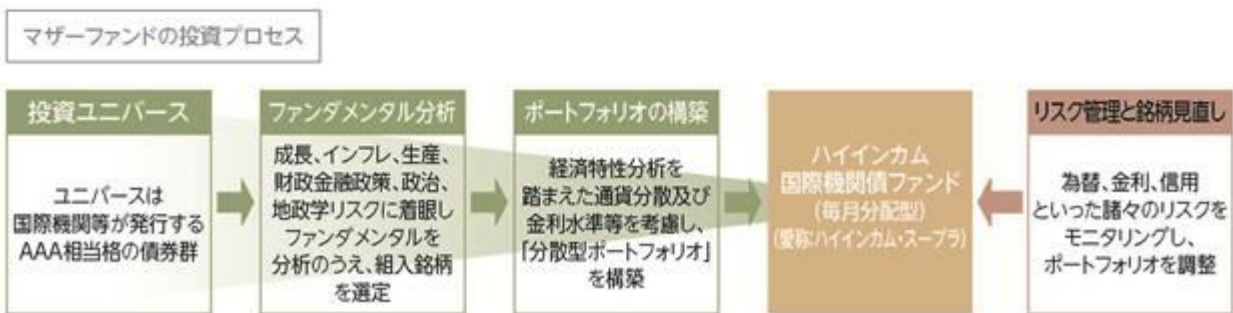 マザーファンドの投資プロセス
投資ユニバース
ユニバースは
国際機関等が発行する
AAA相当格の債券群
ファンダメンタル分析
成長、インフレ、生産、
財政金融政策、政治、
地政学リスクに着眼し
ファンダメンタルを
分析のうえ、組入銘柄
を選定
ポートフォリオの構築
経済特性分析を
踏まえた通貨分散及び
金利水準等を考慮し、
「分散型ポートフォリオ」
を構築
ハイインカム
国際機関債ファンド
(毎月分配型)
(愛称:ハイインカム・スープラ)
リスク管理と銘柄見直し
為替、金利、信用
といった諸々のリスクを
モニタリングし、
ポートフォリオを調整